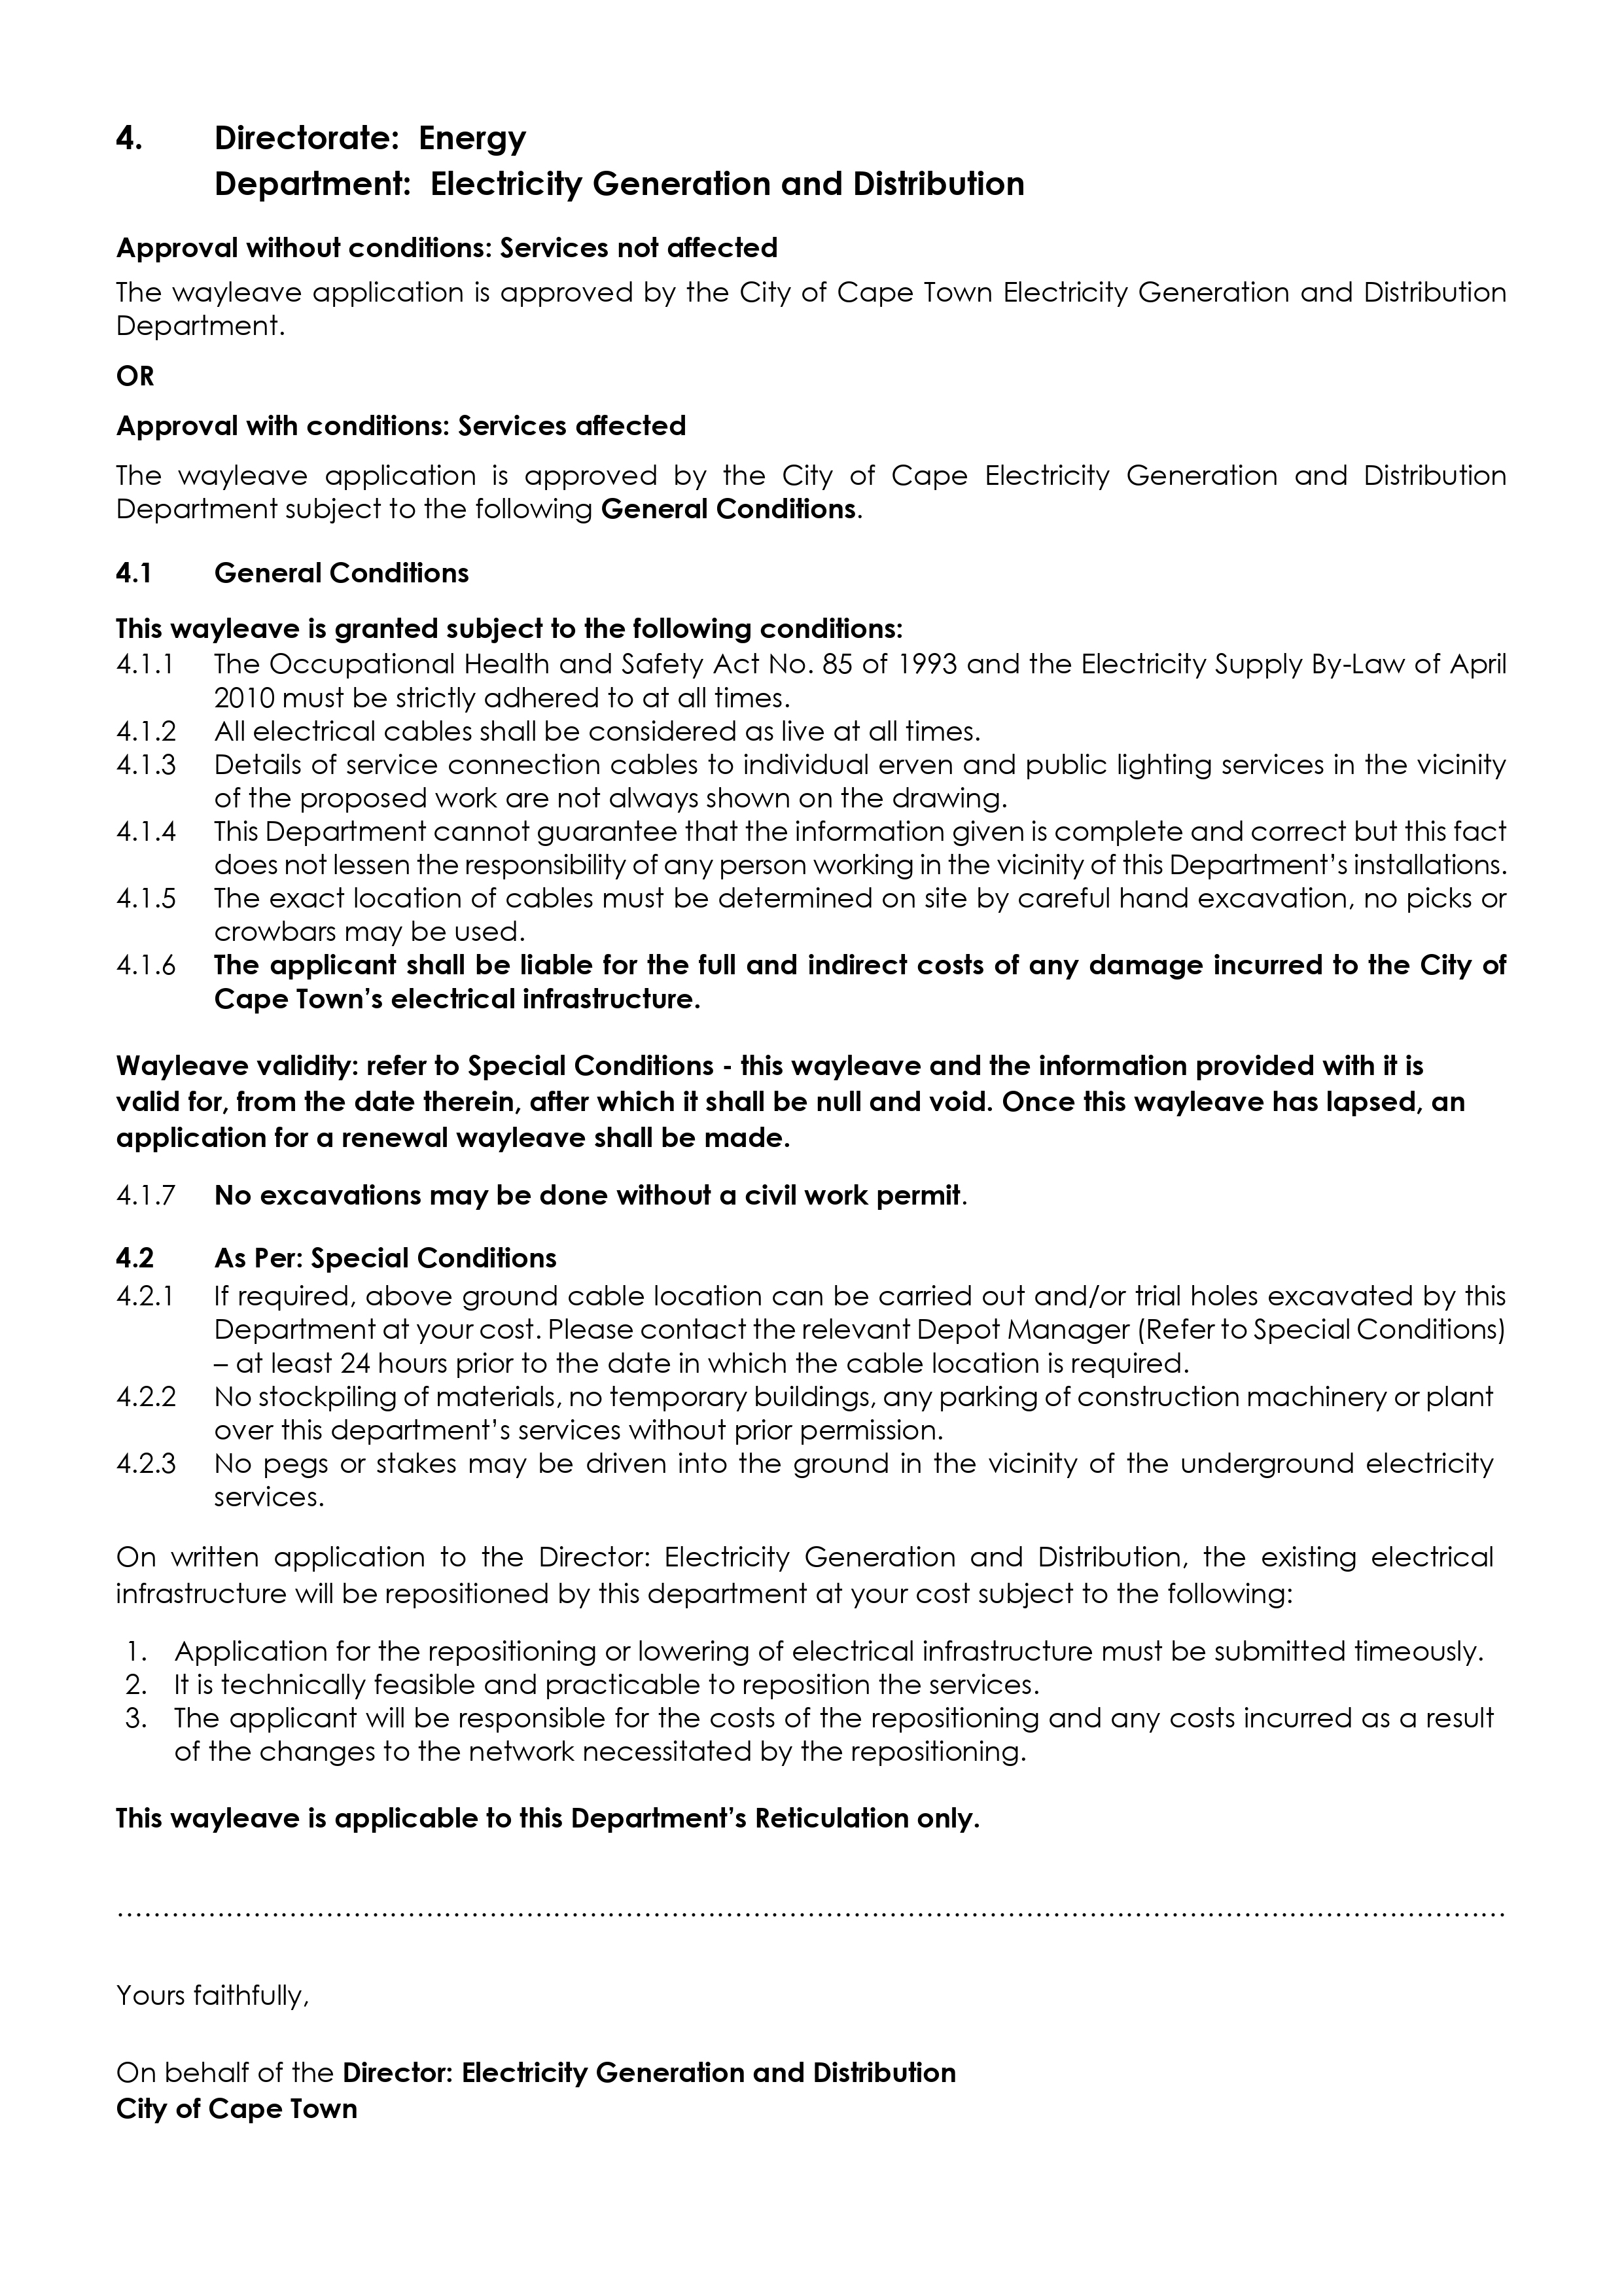 4. Directorate: Energy
Department: Electricity Generation and Distribution
Approval without conditions: Services not affected
The wayleave application is approved by the City of Cape Town Electricity Generation and Distribution
Department.
OR
Approval with conditions: Services affected
The wayleave application is approved by the City of Cape Electricity Generation and Distribution
Department subject to the following General Conditions.
4.1 General Conditions
This wayleave is granted subject to the following conditions:
4.1.1 The Occupational Health and Safety Act No. 85 of 1993 and the Electricity Supply By-Law of April
2010 must be strictly adhered to at all times.
4.1.2 All electrical cables shall be considered as live at all times.
4.1.3 Details of service connection cables to individual erven and public lighting services in the vicinity
of the proposed work are not always shown on the drawing.
4.1.4 This Department cannot guarantee that the information given is complete and correct but this fact
does not lessen the responsibility of any person working in the vicinity of this Department’s installations.
4.1.5 The exact location of cables must be determined on site by careful hand excavation, no picks or
crowbars may be used.
4.1.6 The applicant shall be liable for the full and indirect costs of any damage incurred to the City of
Cape Town’s electrical infrastructure.
Wayleave validity: refer to Special Conditions - this wayleave and the information provided with it is
valid for, from the date therein, after which it shall be null and void. Once this wayleave has lapsed, an
application for a renewal wayleave shall be made.
4.1.7 No excavations may be done without a civil work permit.
4.2 As Per: Special Conditions
4.2.1 If required, above ground cable location can be carried out and/or trial holes excavated by this
Department at your cost. Please contact the relevant Depot Manager (Refer to Special Conditions)
– at least 24 hours prior to the date in which the cable location is required.
4.2.2 No stockpiling of materials, no temporary buildings, any parking of construction machinery or plant
over this department’s services without prior permission.
4.2.3 No pegs or stakes may be driven into the ground in the vicinity of the underground electricity
services.
On written application to the Director: Electricity Generation and Distribution, the existing electrical
infrastructure will be repositioned by this department at your cost subject to the following:
1. Application for the repositioning or lowering of electrical infrastructure must be submitted timeously.
2. It is technically feasible and practicable to reposition the services.
3. The applicant will be responsible for the costs of the repositioning and any costs incurred as a result
of the changes to the network necessitated by the repositioning.
This wayleave is applicable to this Department’s Reticulation only.
………………………………………………………………………………………………………………………………
Yours faithfully,
On behalf of the Director: Electricity Generation and Distribution
City of Cape Town